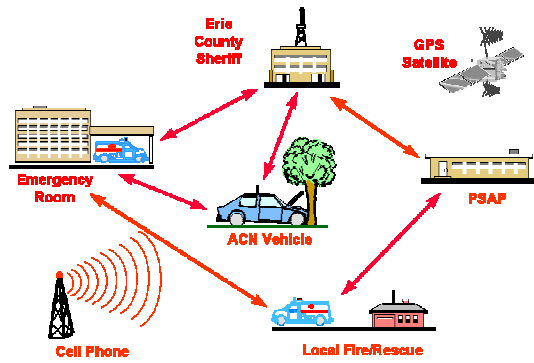 Erie
County
Sheriff
GPS
Satellite
Emergency
Room
PSAP
ACN Vehicle
Cell Phone
Local Fire/Rescue